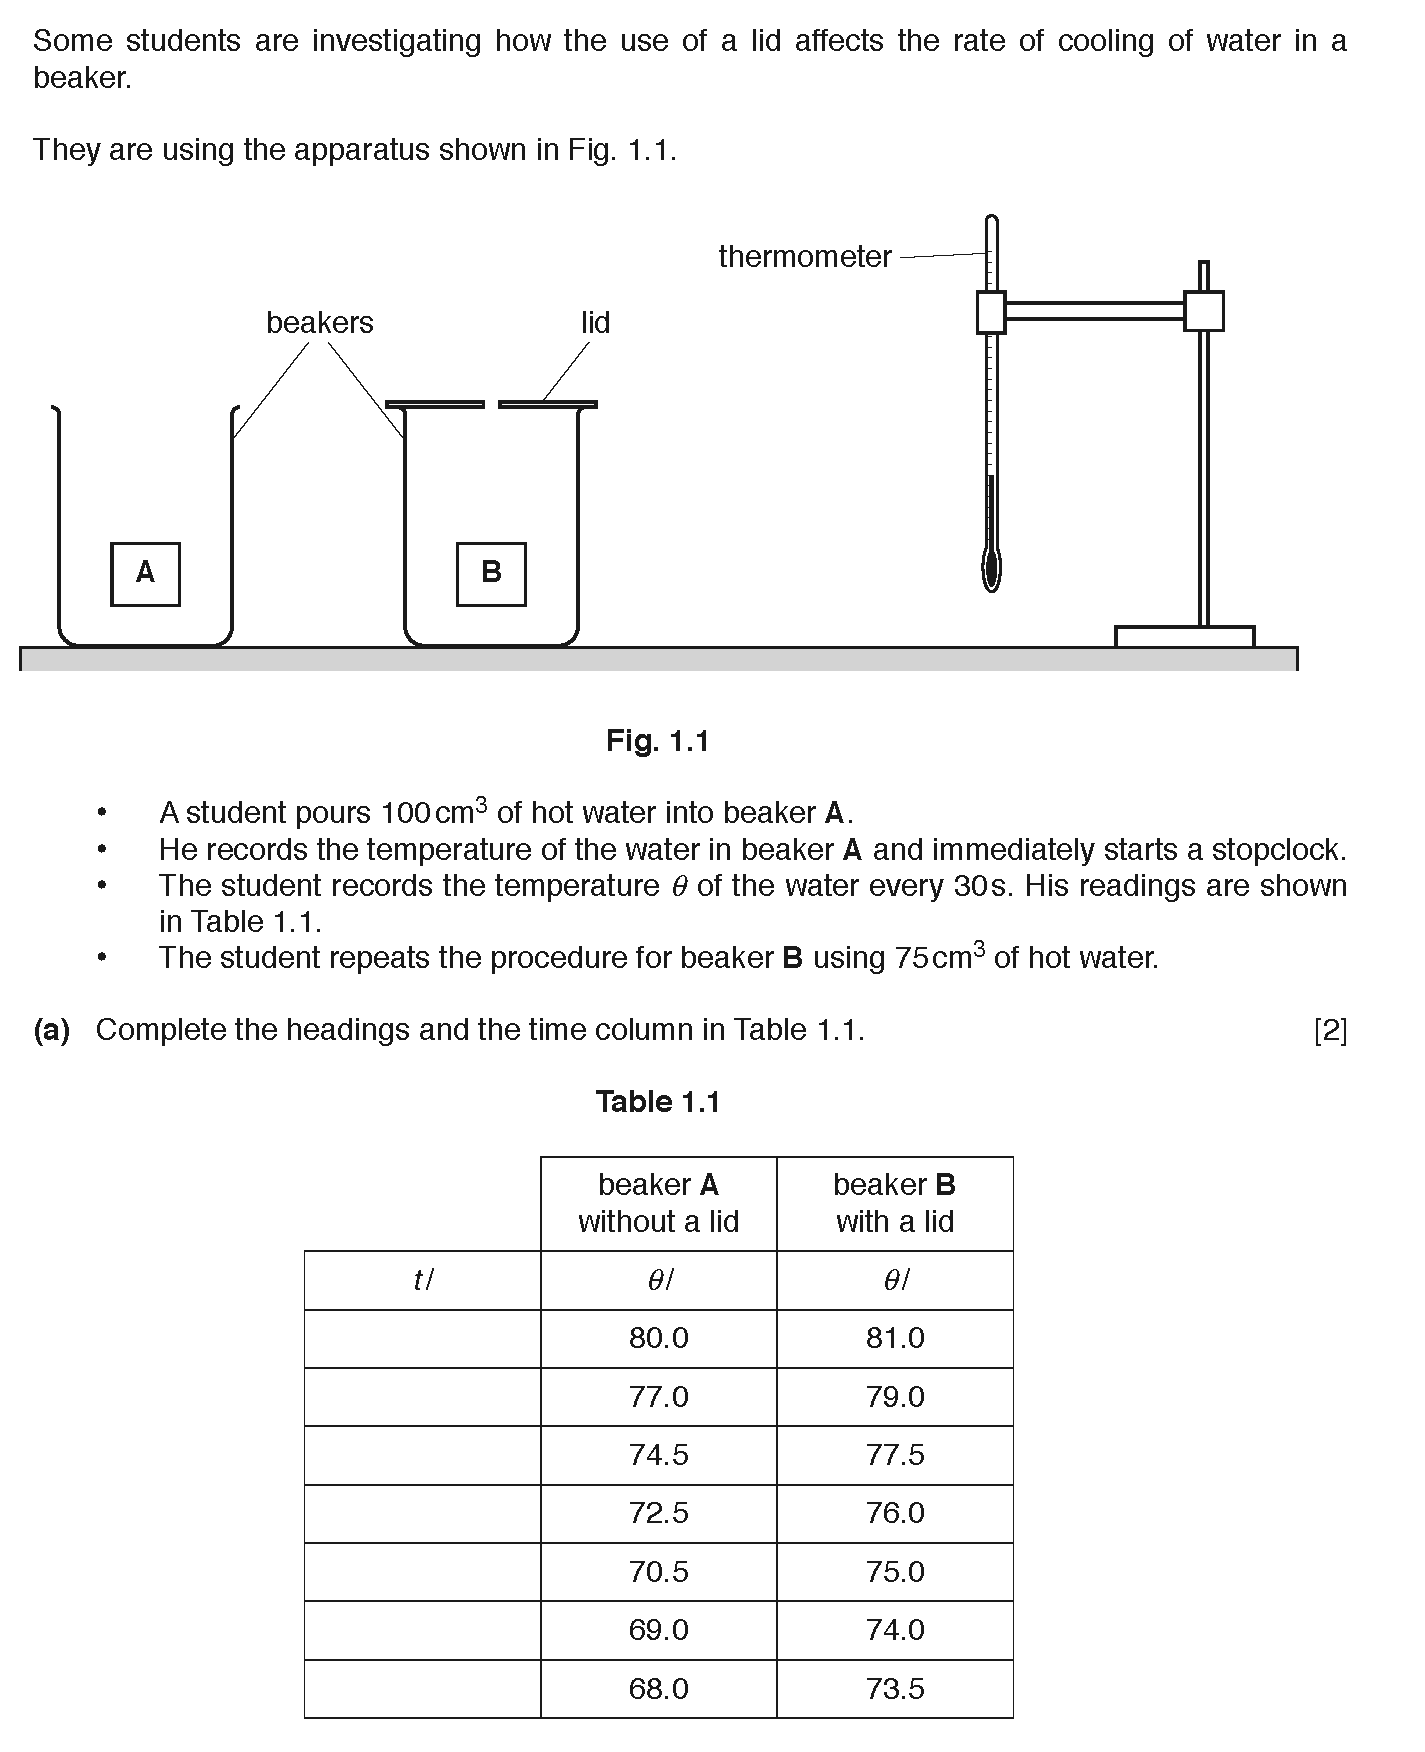 Some students are investigating how the use of a lid affects the rate of cooling of water in a
beaker.
They are using the apparatus shown in Fig. 1.1.
thermometer
beakers
lid
A
B
Fig. 1.1
• A student pours 100 cm³ of hot water into beaker A.
• He records the temperature of the water in beaker A and immediately starts a stopclock.
• The student records the temperature θ of the water every 30 s. His readings are shown
in Table 1.1.
• The student repeats the procedure for beaker B using 75 cm³ of hot water.
(a) Complete the headings and the time column in Table 1.1. [2]
Table 1.1
beaker A beaker B
without a lid with a lid
t/ θ/ θ/
80.0 81.0
77.0 79.0
74.5 77.5
72.5 76.0
70.5 75.0
69.0 74.0
68.0 73.5